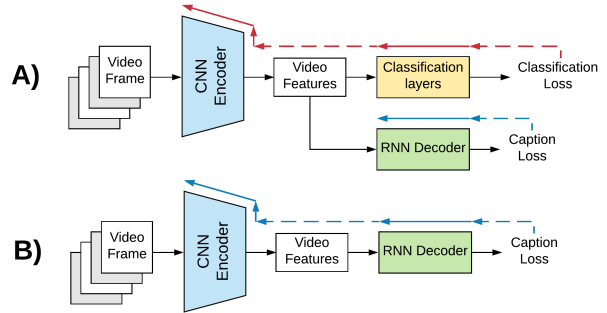 A)
Video
Frame
CNN
Encoder
Video
Features
Classification
layers
Classification
Loss
RNN Decoder
Caption
Loss
B)
Video
Frame
CNN
Encoder
Video
Features
RNN Decoder
Caption
Loss